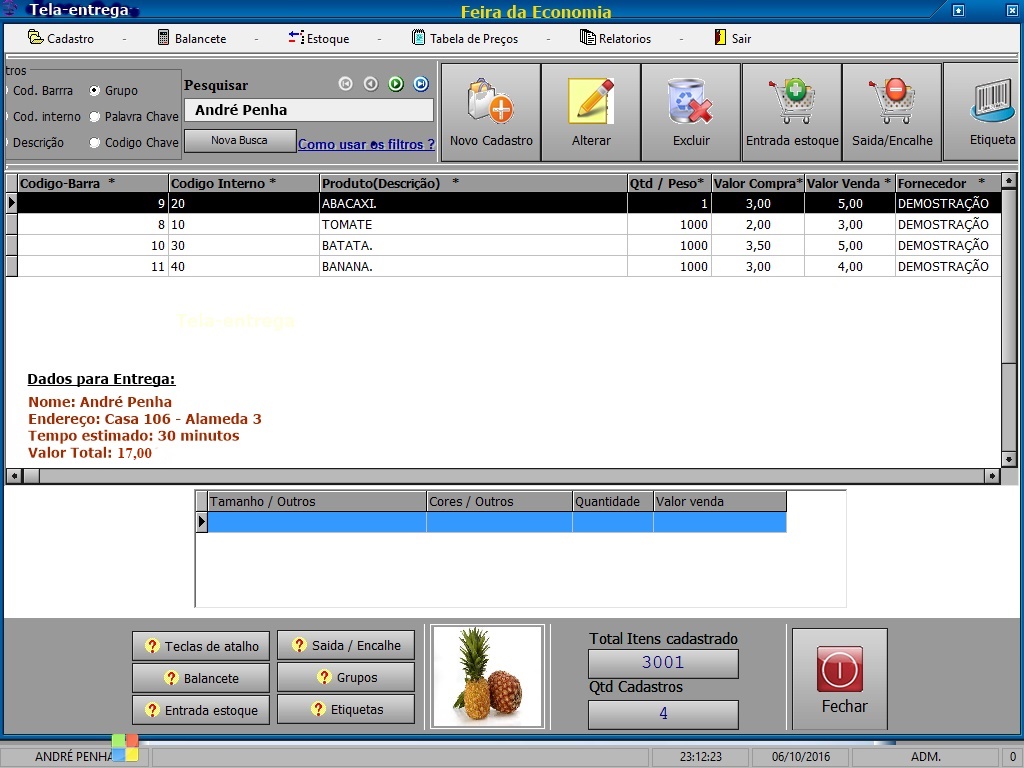 Tela-entrega
Feira da Economia
Cadastro - Balancete - Estoque - Tabela de Preços - Relatorios - Sair
tros
Cod. Barrra Grupo
Cod. interno Palavra Chave
Descrição Codigo Chave
Pesquisar
André Penha
Nova Busca Como usar os filtros ?
Novo Cadastro Alterar Excluir Entrada estoque Saida/Encalhe Etiqueta
Codigo-Barra * Codigo Interno * Produto(Descrição) * Qtd / Peso* Valor Compra* Valor Venda * Fornecedor *
9 20 ABACAXI. 1 3,00 5,00 DEMOSTRAÇÃO
8 10 TOMATE 1000 2,00 3,00 DEMOSTRAÇÃO
10 30 BATATA. 1000 3,50 5,00 DEMOSTRAÇÃO
11 40 BANANA. 1000 3,00 4,00 DEMOSTRAÇÃO
Tela-entrega
Dados para Entrega:
Nome: André Penha
Endereço: Casa 106 - Alameda 3
Tempo estimado: 30 minutos
Valor Total: 17,00
Tamanho / Outros Cores / Outros Quantidade Valor venda
? Teclas de atalho ? Saida / Encalhe
? Balancete ? Grupos
? Entrada estoque ? Etiquetas
Total Itens cadastrado
3001
Qtd Cadastros
4
Fechar
ANDRÉ PENHA 23:12:23 06/10/2016 ADM. 0